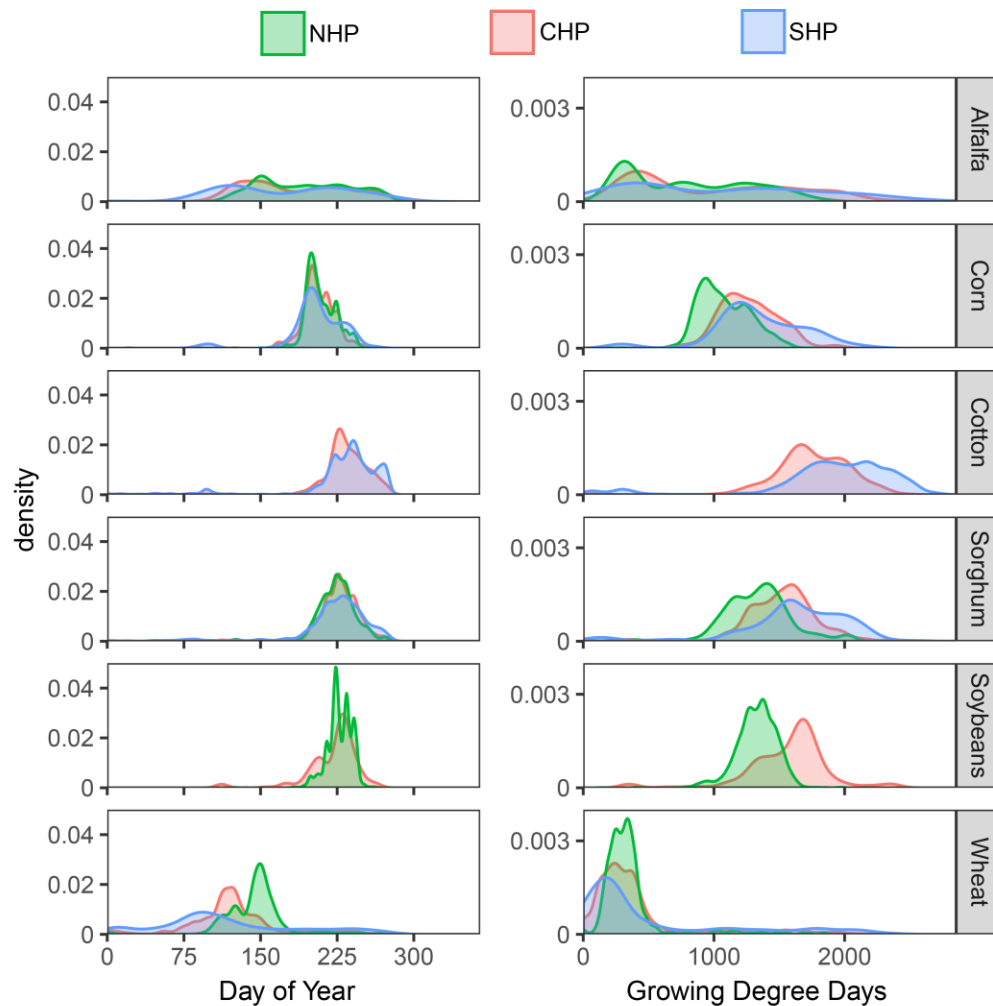 NHP CHP SHP
0.04 0.003 Alfalfa
0.02
0 0
0.04 0.003 Corn
0.02
0 0
0.04 0.003 Cotton
0.02
0 0
density
0.04 0.003 Sorghum
0.02
0 0
0.04 0.003 Soybeans
0.02
0 0
0.04 0.003 Wheat
0.02
0 0
0 75 150 225 300 0 1000 2000
Day of Year Growing Degree Days